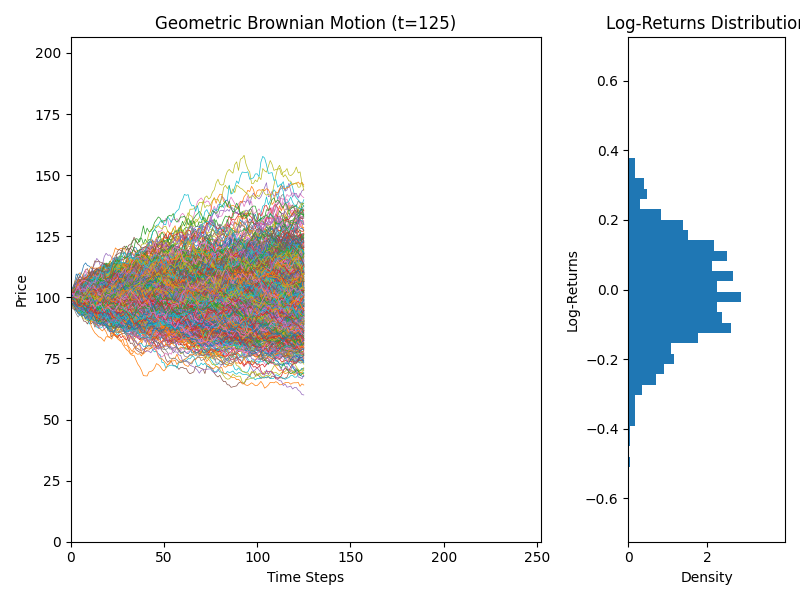 Geometric Brownian Motion (t=125)
Log-Returns Distribution
200
175
150
125
100
75
50
25
0
Price
0 50 100 150 200 250
Time Steps
0.6
0.4
0.2
0.0
−0.2
−0.4
−0.6
Log-Returns
0 2
Density